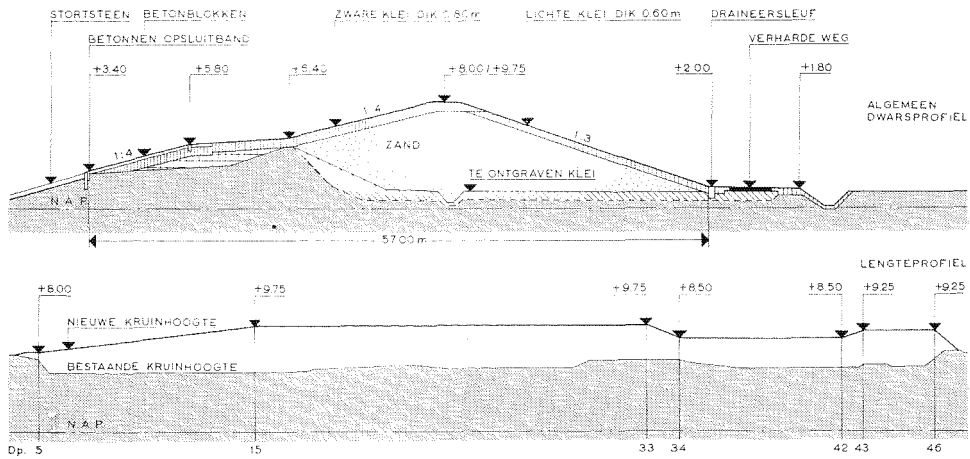 STORTSTEEN BETONBLOKKEN ZWARE KLEI DIK 0.80m LICHTE KLEI DIK 0.60m DRAINEERSLEUF
BETONNEN OPSLUITBAND VERHARDE WEG
+3.40 +5.80 +6.40 +8.00/+9.75 +2.00 +1.80
ALGEMEEN
DWARSPROFIEL
1:4 1:4 1:3
ZAND
TE ONTGRAVEN KLEI
N.A.P.
57.00m
LENGTEPROFIEL
+8.00 +9.75 +9.75 +8.50 +8.50 +9.25 +9.25
NIEUWE KRUINHOOGTE
BESTAANDE KRUINHOOGTE
N.A.P.
Dp. 5 15 33 34 42 43 46